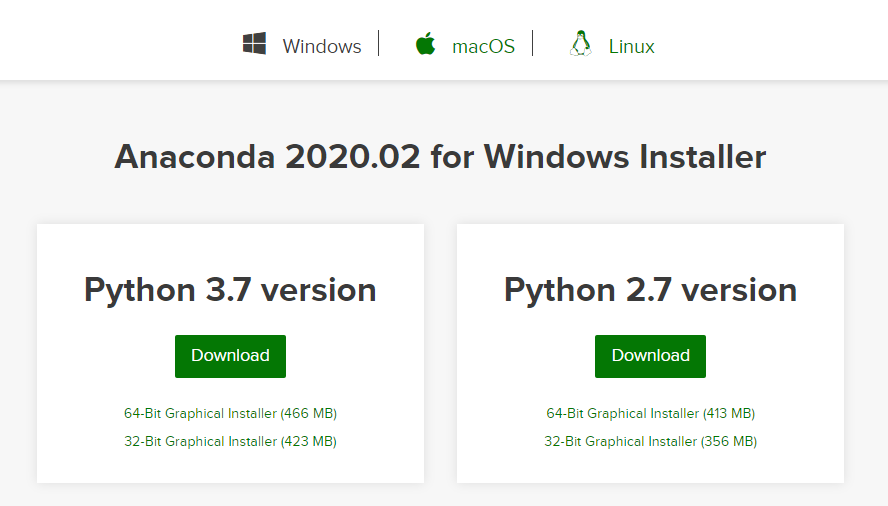 Windows
macOS
Linux
Anaconda 2020.02 for Windows Installer
Python 3.7 version
Download
64-Bit Graphical Installer (466 MB)
32-Bit Graphical Installer (423 MB)
Python 2.7 version
Download
64-Bit Graphical Installer (413 MB)
32-Bit Graphical Installer (356 MB)